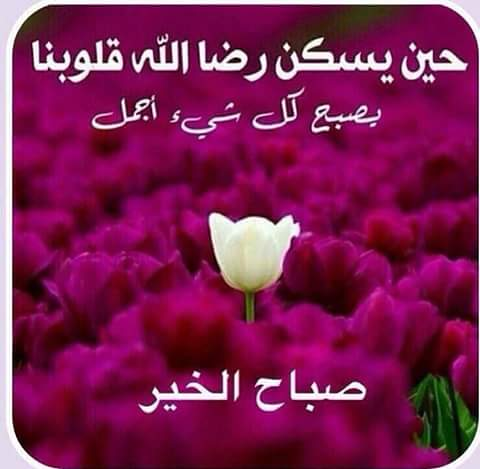 حين يسكن رضا الله قلوبنا
يصبح كل شيء أجمل
صباح الخير